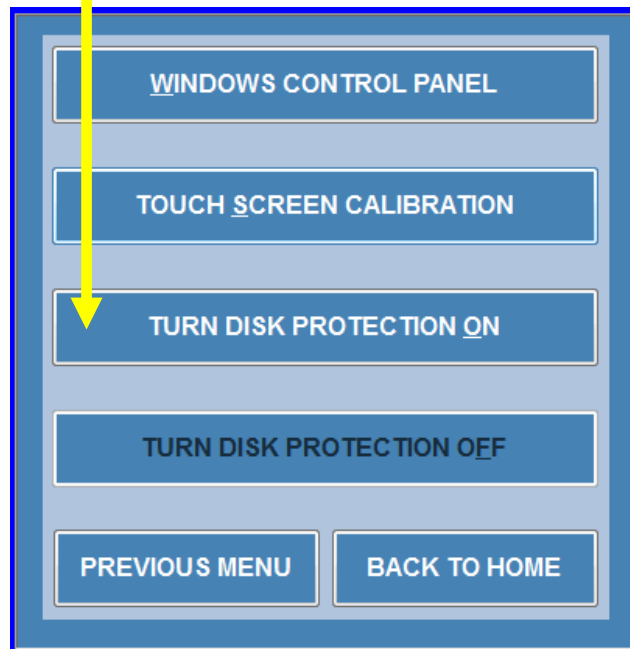 WINDOWS CONTROL PANEL
TOUCH SCREEN CALIBRATION
TURN DISK PROTECTION ON
TURN DISK PROTECTION OFF
PREVIOUS MENU
BACK TO HOME